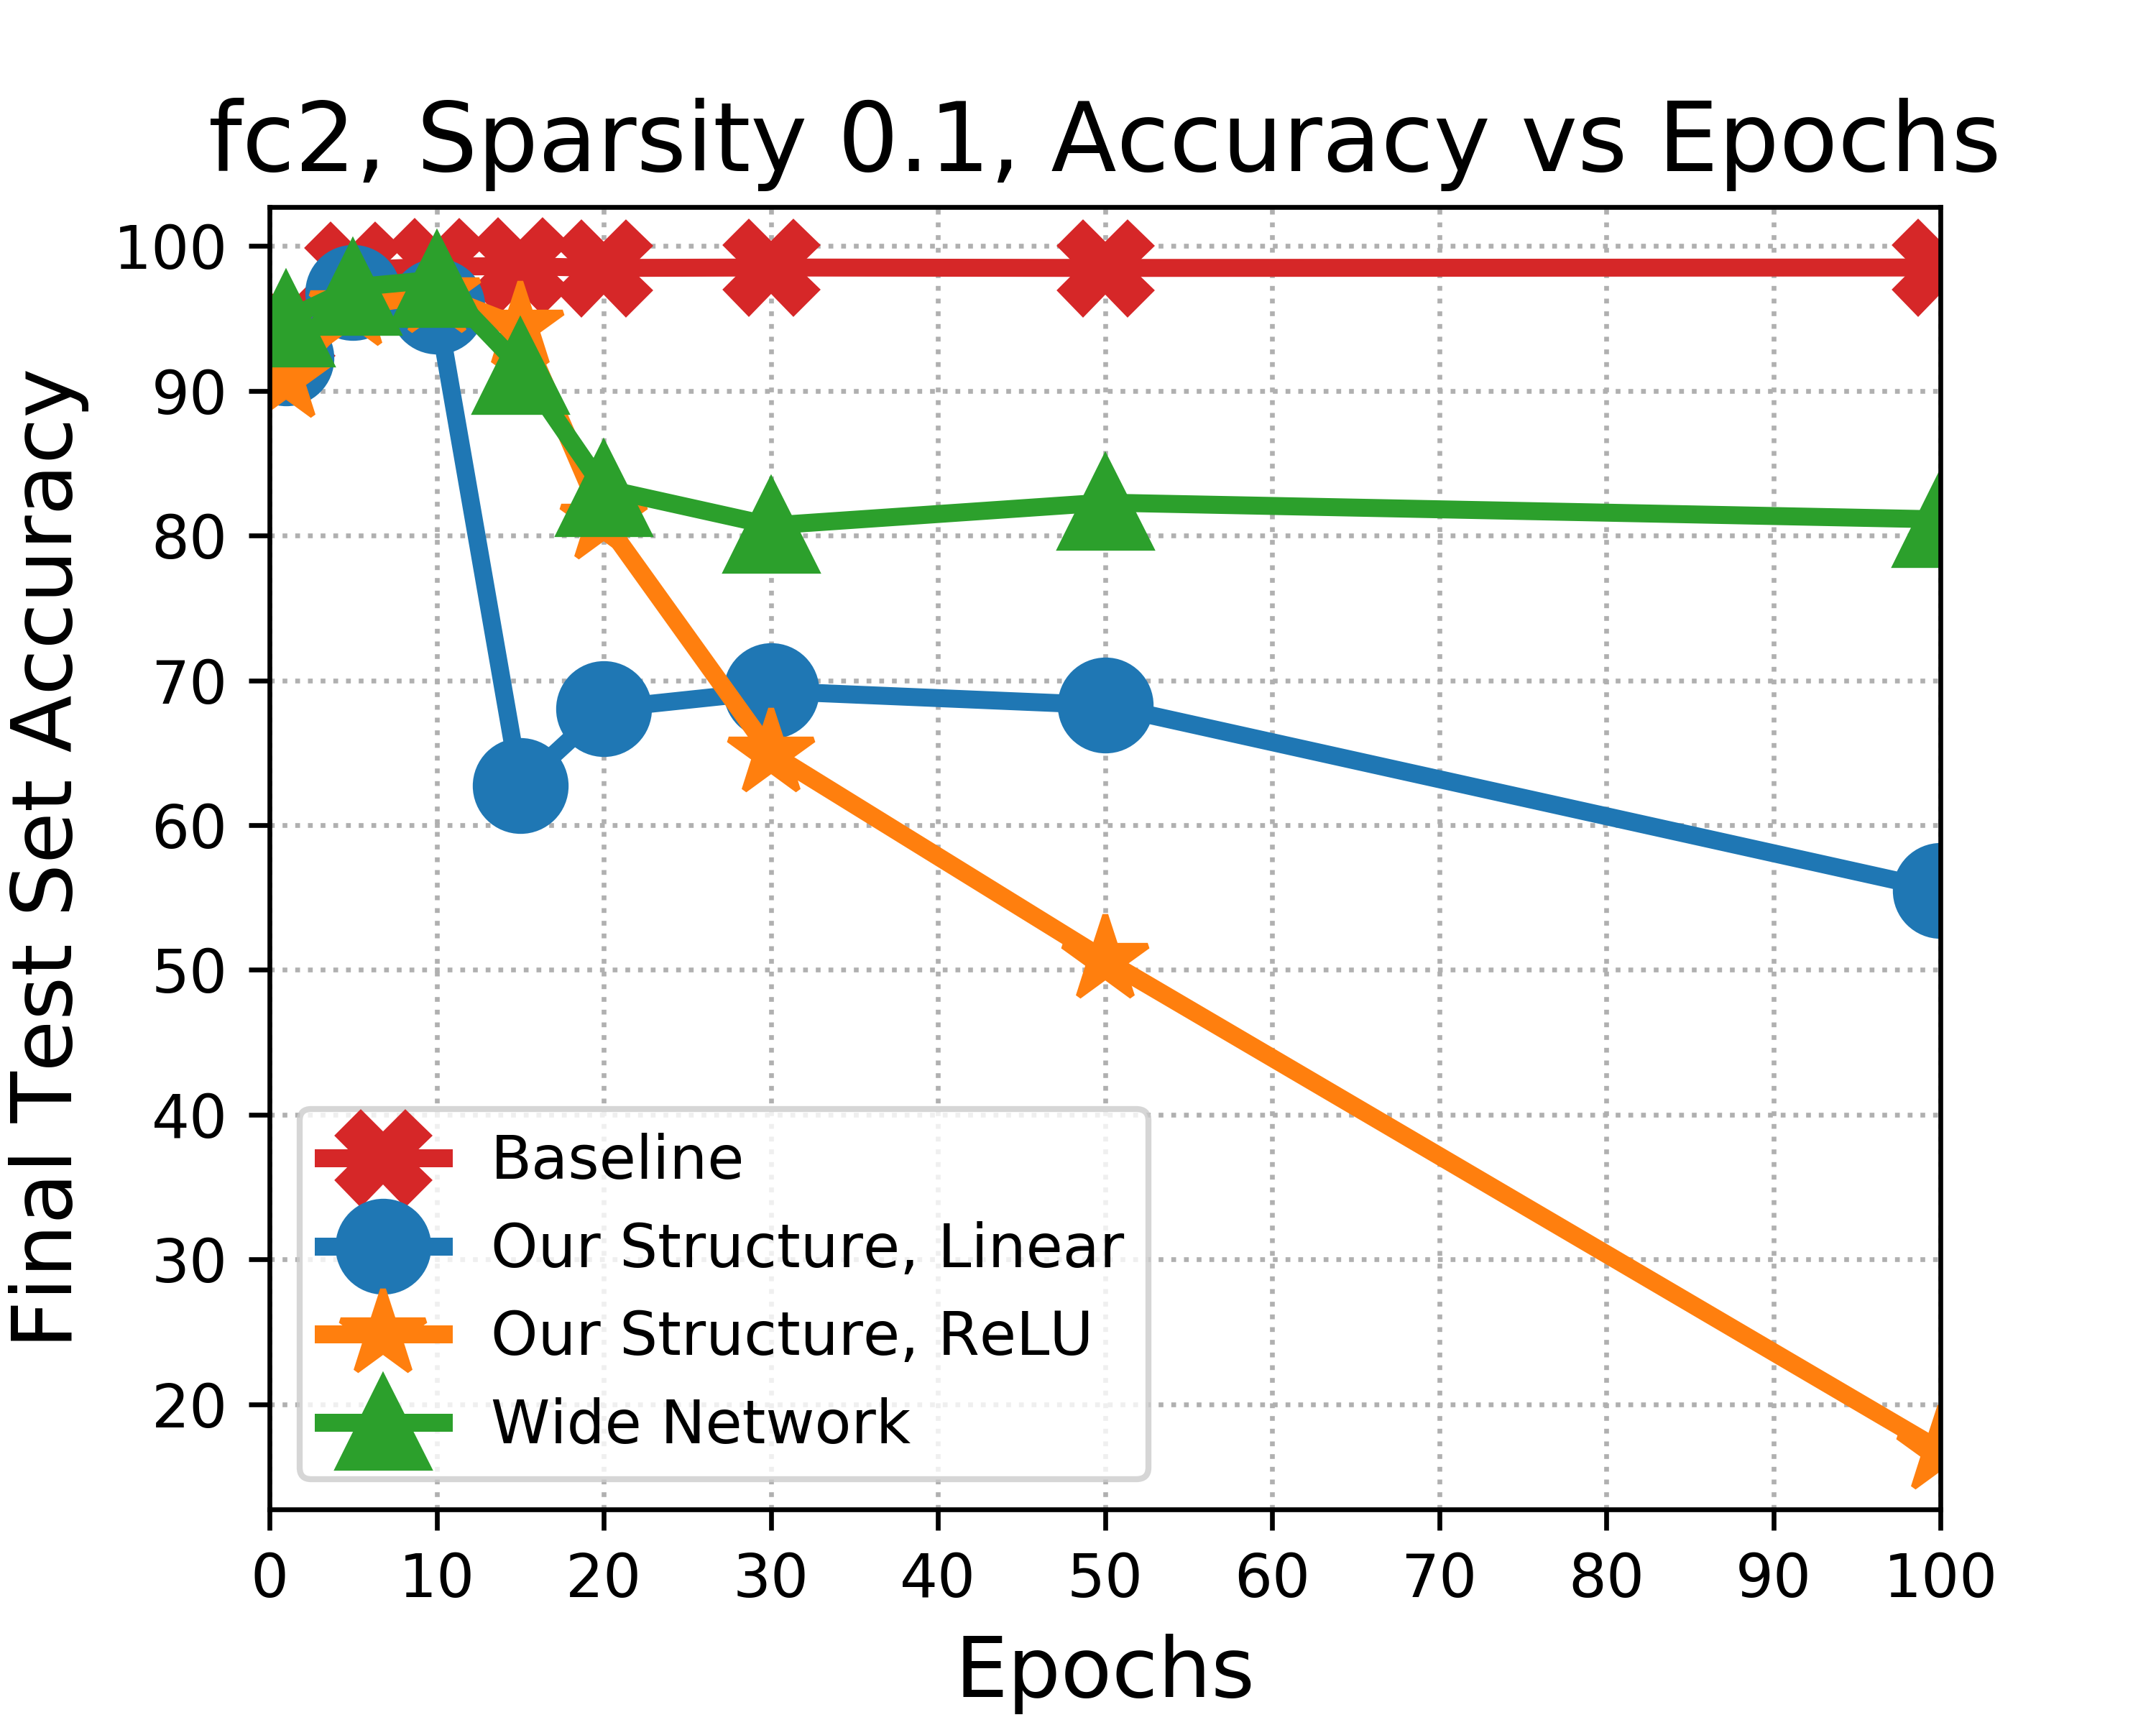 fc2, Sparsity 0.1, Accuracy vs Epochs
Final Test Set Accuracy
100
90
80
70
60
50
40
30
20
Baseline
Our Structure, Linear
Our Structure, ReLU
Wide Network
0 10 20 30 40 50 60 70 80 90 100
Epochs